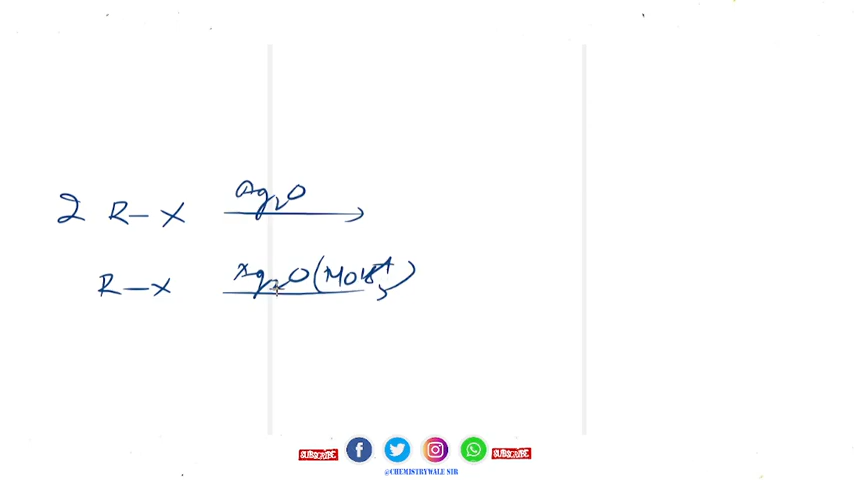 2 R-X Ag2O →
R-X Ag2O (Moist) →
SUBSCRIBE SUBSCRIBE
@CHEMISTRYWALE SIR